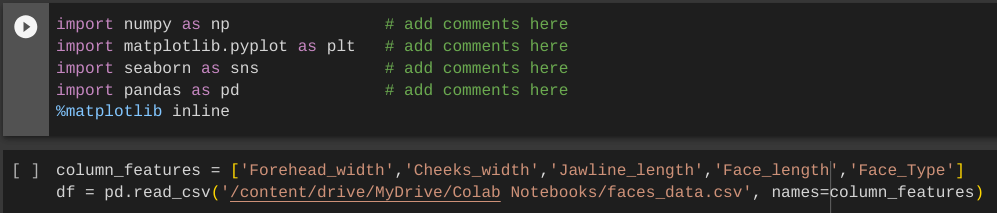 import numpy as np # add comments here
import matplotlib.pyplot as plt # add comments here
import seaborn as sns # add comments here
import pandas as pd # add comments here
%matplotlib inline
[ ] column_features = ['Forehead_width','Cheeks_width','Jawline_length','Face_length','Face_Type']
df = pd.read_csv('/content/drive/MyDrive/Colab Notebooks/faces_data.csv', names=column_features)